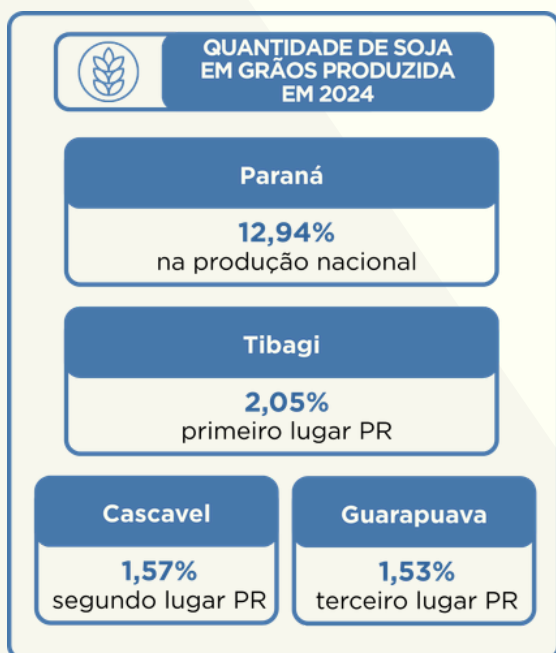 QUANTIDADE DE SOJA
EM GRÃOS PRODUZIDA
EM 2024
Paraná
12,94%
na produção nacional
Tibagi
2,05%
primeiro lugar PR
Cascavel
1,57%
segundo lugar PR
Guarapuava
1,53%
terceiro lugar PR